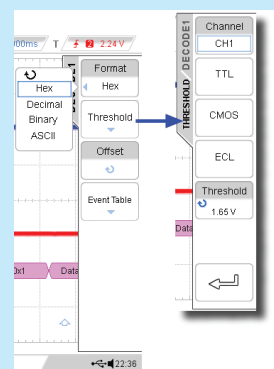 00ms T 2 2.24 V
DECODE1
Format
Hex
Hex
Decimal
Binary
ASCII
Threshold
Offset
Event Table
0x1 Data
22:36
THRESHOLD DECODE1
Channel
CH1
TTL
CMOS
ECL
Threshold
1.65 V
Data